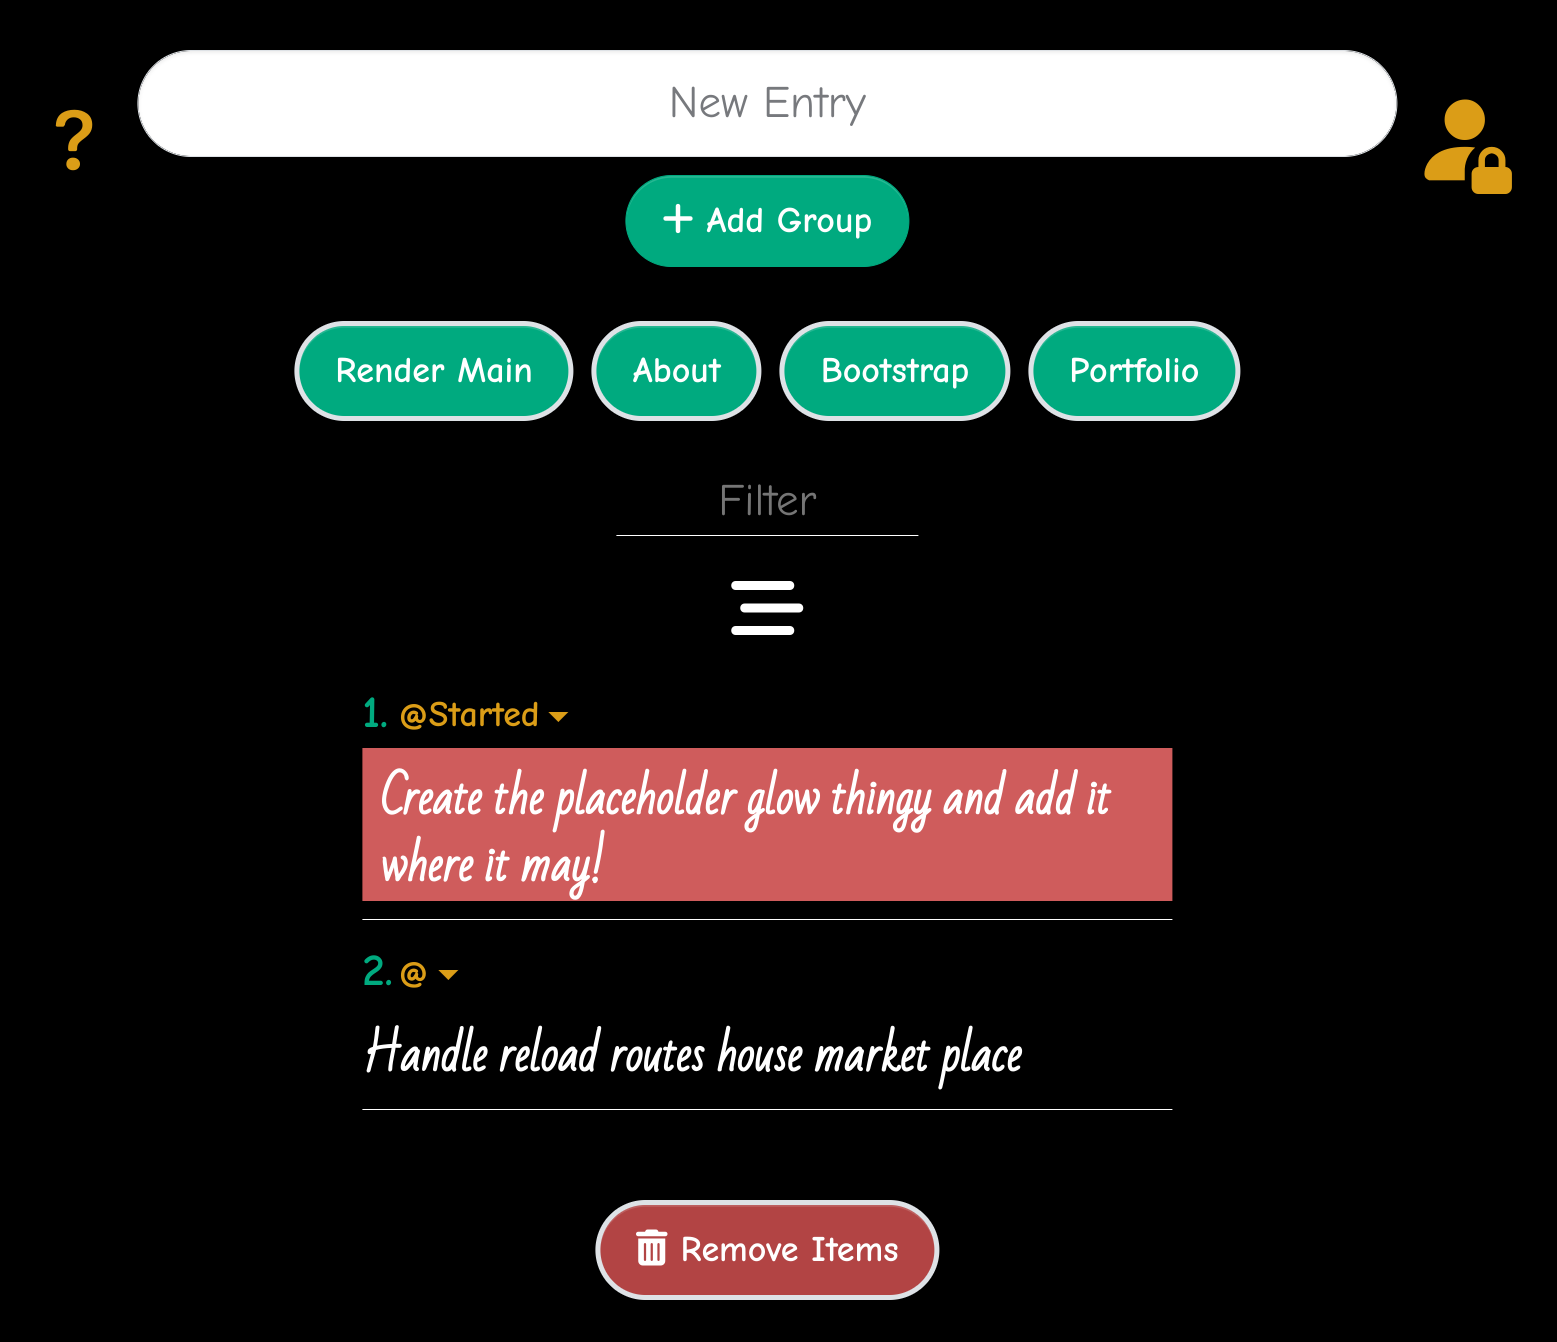 New Entry
?
+ Add Group
Render Main
About
Bootstrap
Portfolio
Filter
1. @Started
Create the placeholder glow thingy and add it
where it may!
2. @
Handle reload routes house market place
Remove Items